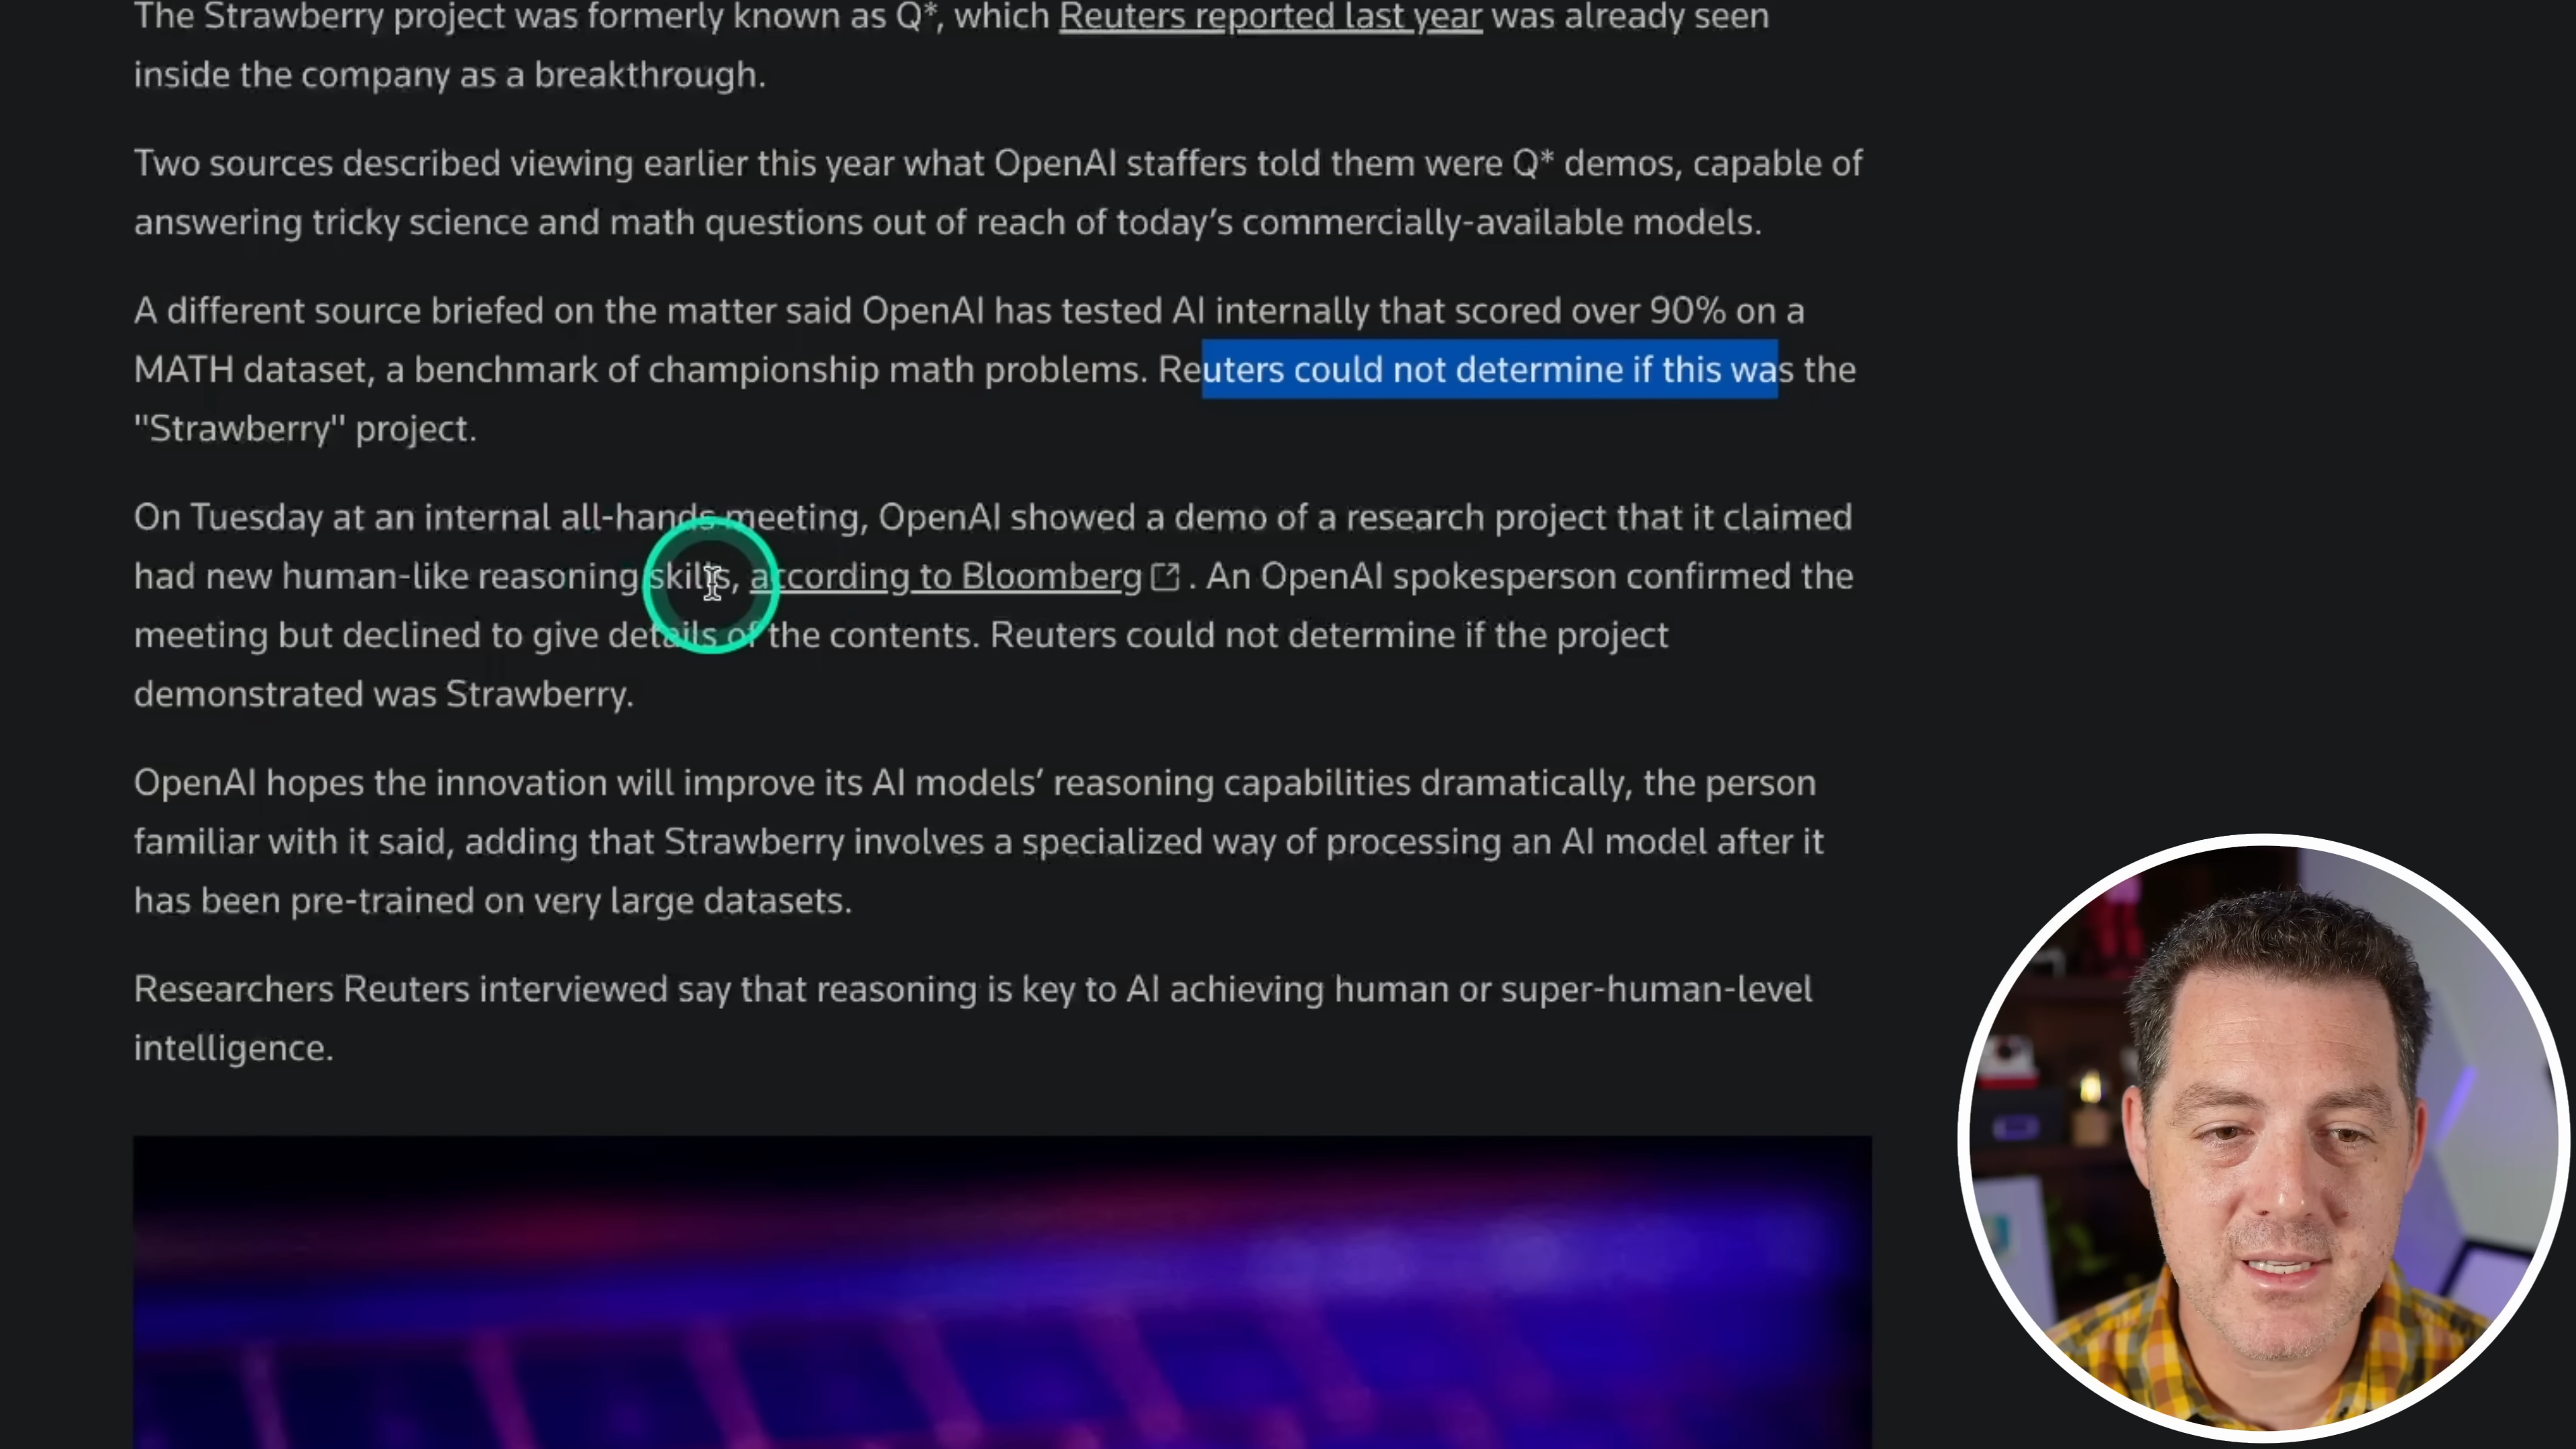 The Strawberry project was formerly known as Q*, which Reuters reported last year was already seen
inside the company as a breakthrough.
Two sources described viewing earlier this year what OpenAI staffers told them were Q* demos, capable of
answering tricky science and math questions out of reach of today’s commercially-available models.
A different source briefed on the matter said OpenAI has tested AI internally that scored over 90% on a
MATH dataset, a benchmark of championship math problems. Reuters could not determine if this was the
"Strawberry" project.
On Tuesday at an internal all-hands meeting, OpenAI showed a demo of a research project that it claimed
had new human-like reasoning skills, according to Bloomberg. An OpenAI spokesperson confirmed the
meeting but declined to give details of the contents. Reuters could not determine if the project
demonstrated was Strawberry.
OpenAI hopes the innovation will improve its AI models’ reasoning capabilities dramatically, the person
familiar with it said, adding that Strawberry involves a specialized way of processing an AI model after it
has been pre-trained on very large datasets.
Researchers Reuters interviewed say that reasoning is key to AI achieving human or super-human-level
intelligence.